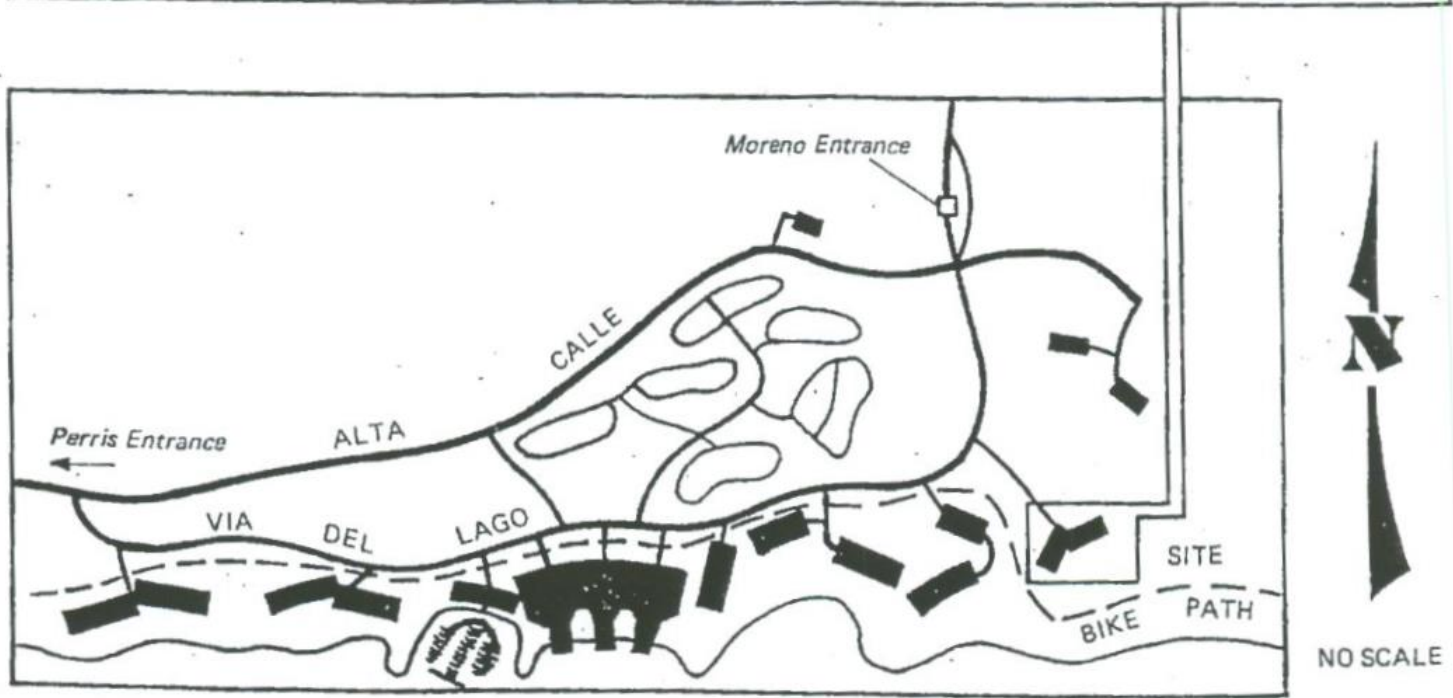 Moreno Entrance
CALLE
ALTA
Perris Entrance
VIA DEL LAGO
SITE
BIKE PATH
N
NO SCALE